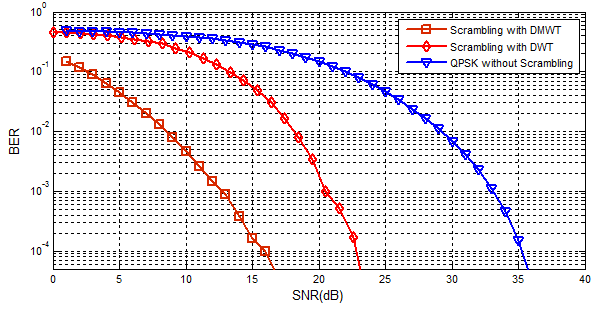 10^0
10^-1
10^-2
10^-3
10^-4
BER
Scrambling with DMWT
Scrambling with DWT
QPSK without Scrambling
0 5 10 15 20 25 30 35 40
SNR(dB)